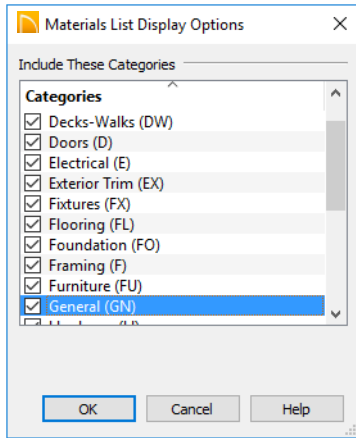 Materials List Display Options
Include These Categories
Categories
Decks-Walks (DW)
Doors (D)
Electrical (E)
Exterior Trim (EX)
Fixtures (FX)
Flooring (FL)
Foundation (FO)
Framing (F)
Furniture (FU)
General (GN)
OK Cancel Help